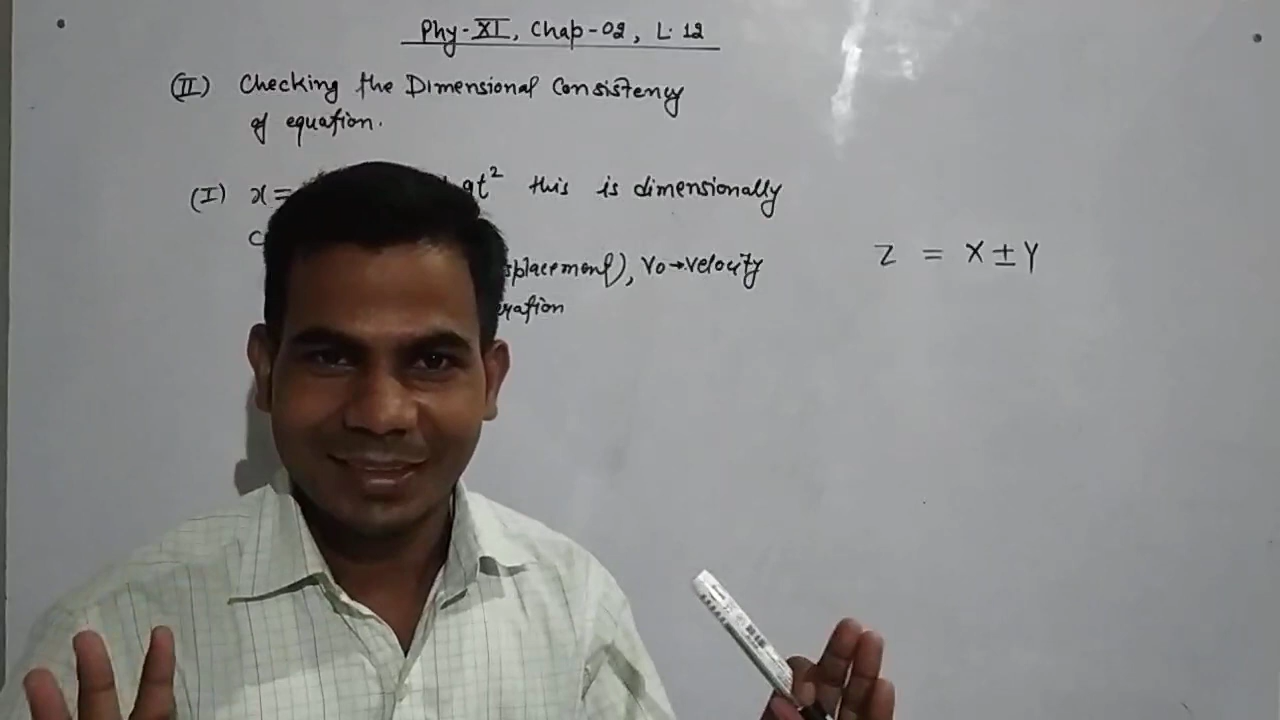 Phy-XI, Chap-02, L.12
(II) Checking the Dimensional Consistency
of equation.
(I) x= at² this is dimensionally
splacement), Vo→velocity
eration
Z = X±Y